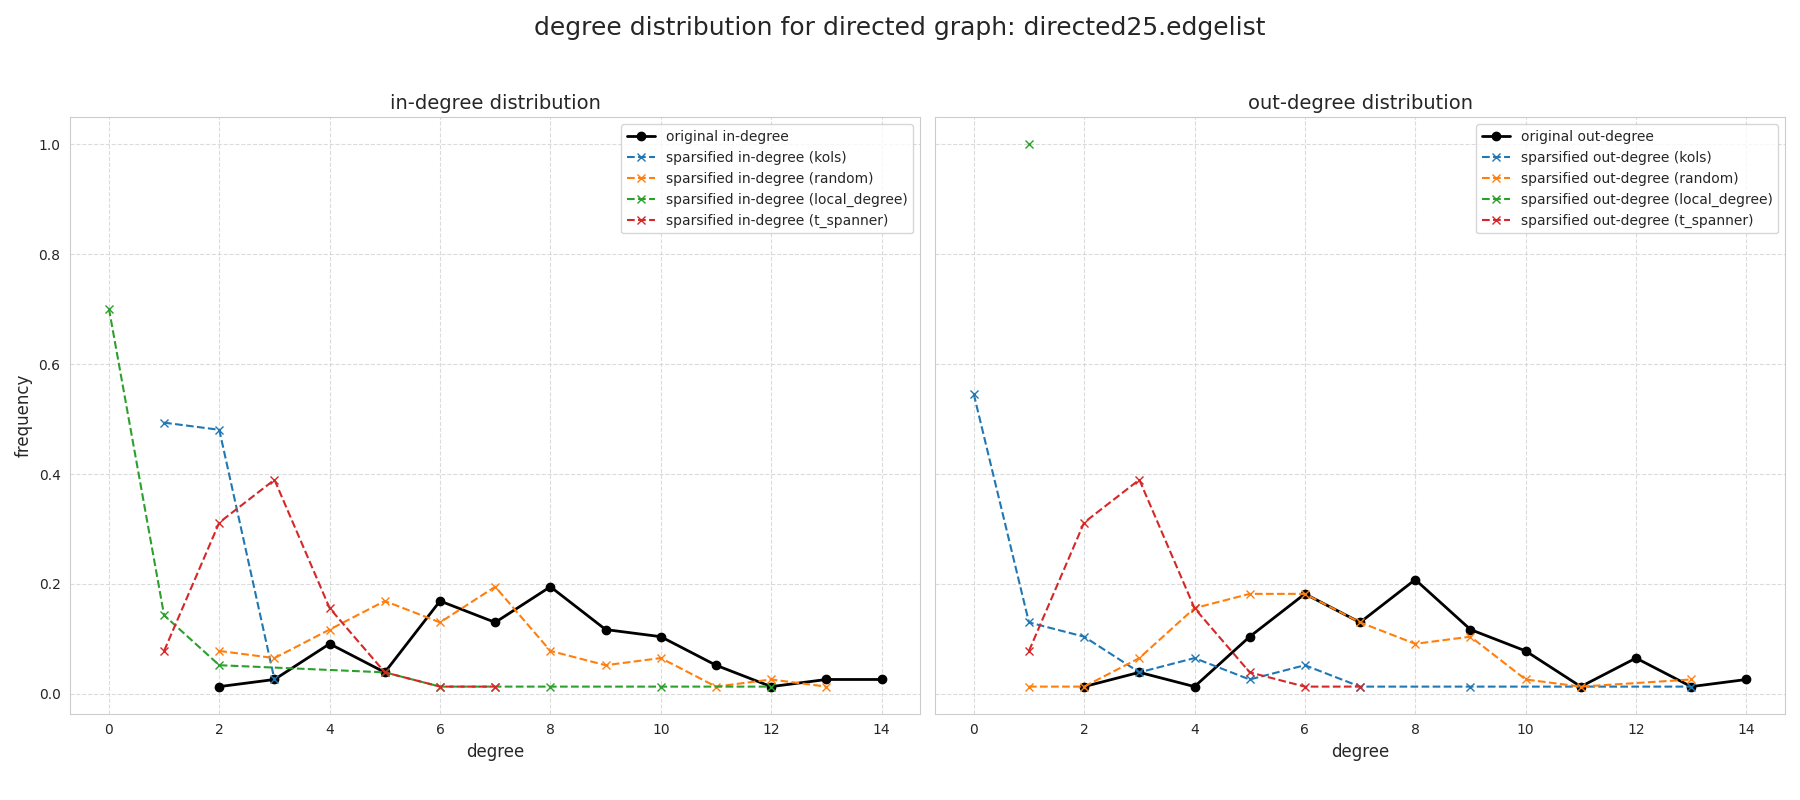 degree distribution for directed graph: directed25.edgelist
in-degree distribution
original in-degree
sparsified in-degree (kols)
sparsified in-degree (random)
sparsified in-degree (local_degree)
sparsified in-degree (t_spanner)
frequency
1.0
0.8
0.6
0.4
0.2
0.0
0 2 4 6 8 10 12 14
degree
out-degree distribution
original out-degree
sparsified out-degree (kols)
sparsified out-degree (random)
sparsified out-degree (local_degree)
sparsified out-degree (t_spanner)
0 2 4 6 8 10 12 14
degree